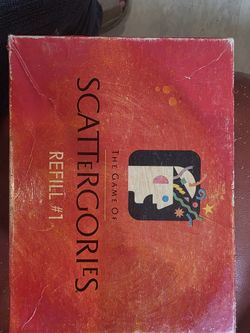 THE GAME OF
SCATTERGORIES
REFILL #1